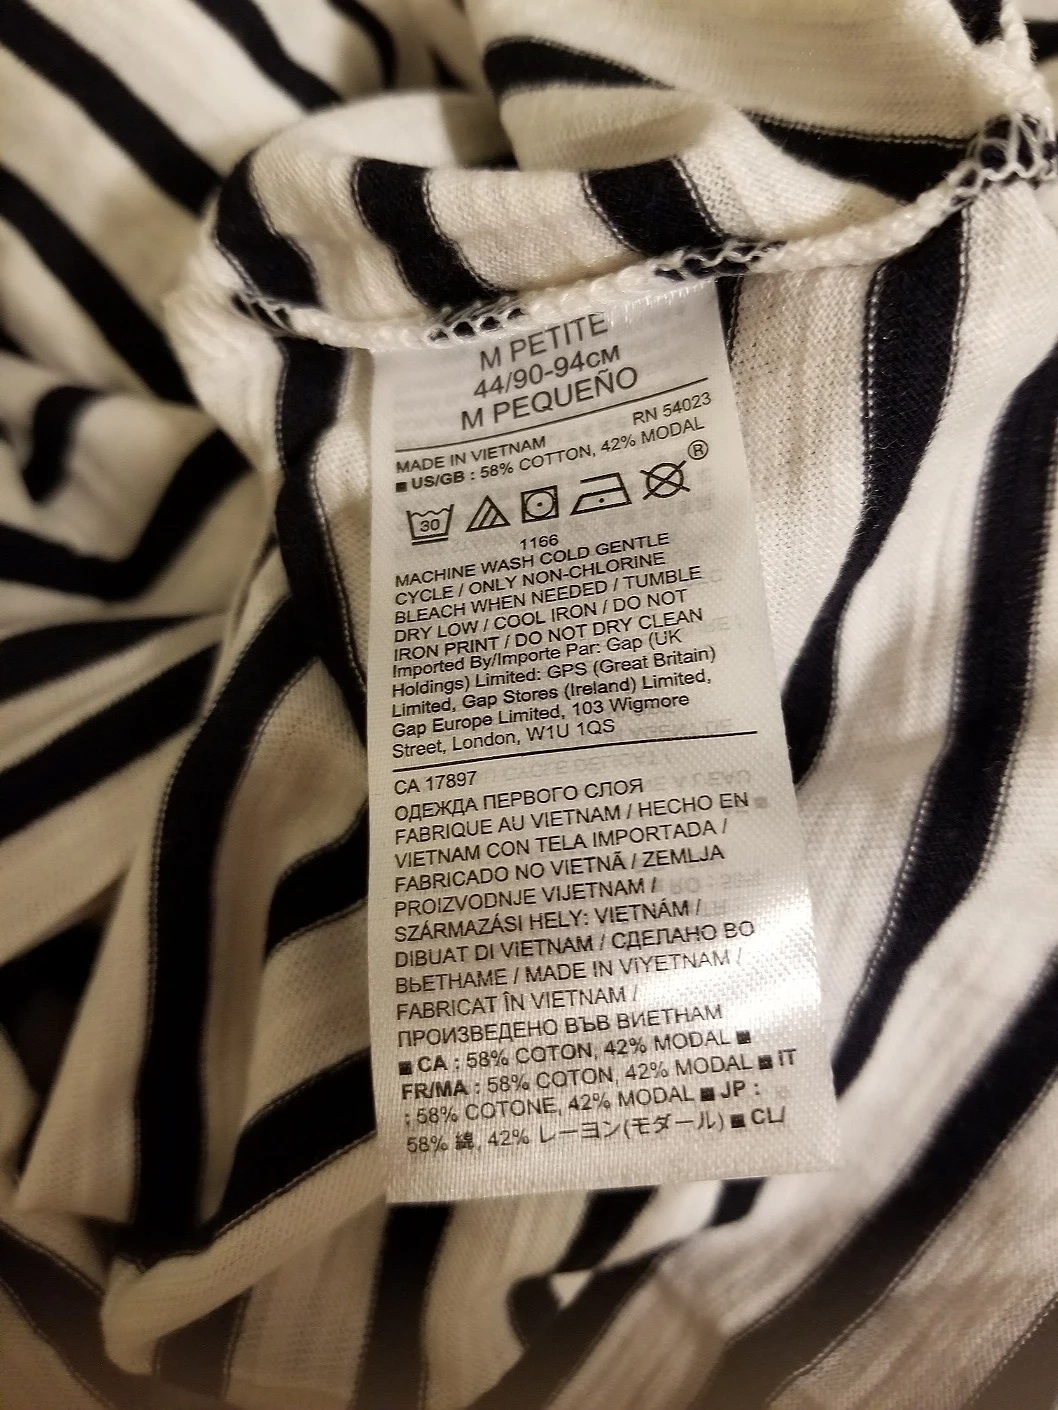 M PETITE
44/90-94CM
M PEQUEÑO
RN 54023
MADE IN VIETNAM
■ US/GB : 58% COTTON, 42% MODAL
®
30
1166
MACHINE WASH COLD GENTLE
CYCLE / ONLY NON-CHLORINE
BLEACH WHEN NEEDED / TUMBLE
DRY LOW / COOL IRON / DO NOT
IRON PRINT / DO NOT DRY CLEAN
Imported By/Importe Par: Gap (UK
Holdings) Limited: GPS (Great Britain)
Limited, Gap Stores (Ireland) Limited,
Gap Europe Limited, 103 Wigmore
Street, London, W1U 1QS
CA 17897
ОДЕЖДА ПЕРВОГО СЛОЯ
FABRIQUE AU VIETNAM / HECHO EN
VIETNAM CON TELA IMPORTADA /
FABRICADO NO VIETNÃ / ZEMLJA
PROIZVODNJE VIJETNAM /
SZÁRMAZÁSI HELY: VIETNÁM /
DIBUAT DI VIETNAM / СДЕЛАНО ВО
ВЬЕТНАМЕ / MADE IN VİYETNAM /
FABRICAT ÎN VIETNAM /
ПРОИЗВЕДЕНО ВЪВ ВИЕТНАМ
■ CA : 58% COTON, 42% MODAL ■
FR/MA : 58% COTON, 42% MODAL ■ IT
: 58% COTONE, 42% MODAL ■ JP :
58% 綿, 42% レーヨン(モダール) ■ CL/